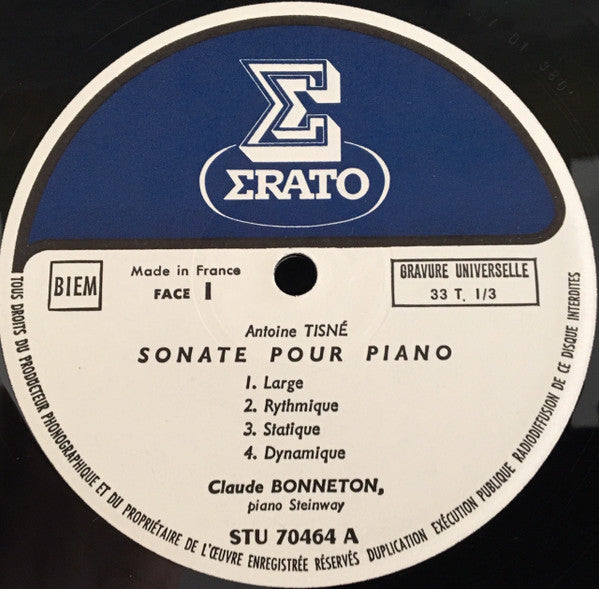 Σ
ΣRATO
BIEM
Made in France
FACE 1
GRAVURE UNIVERSELLE
33 T. 1/3
Antoine TISNÉ
SONATE POUR PIANO
1. Large
2. Rythmique
3. Statique
4. Dynamique
Claude BONNETON,
piano Steinway
STU 70464 A
TOUS DROITS DU PRODUCTEUR PHONOGRAPHIQUE ET DU PROPRIÉTAIRE DE L'ŒUVRE ENREGISTRÉE RÉSERVÉS DUPLICATION EXÉCUTION PUBLIQUE RADIODIFFUSION DE CE DISQUE INTERDITES